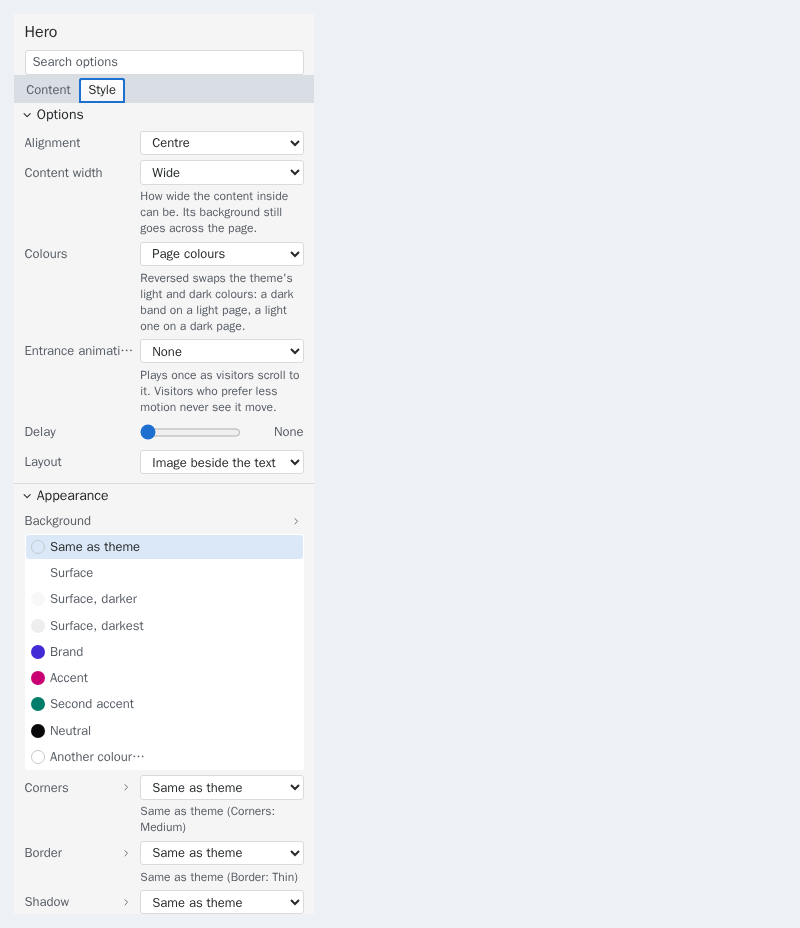 Hero
Search options
Content Style
Options
Alignment Centre
Content width Wide
How wide the content inside
can be. Its background still
goes across the page.
Colours Page colours
Reversed swaps the theme's
light and dark colours: a dark
band on a light page, a light
one on a dark page.
Entrance animati··· None
Plays once as visitors scroll to
it. Visitors who prefer less
motion never see it move.
Delay None
Layout Image beside the text
Appearance
Background
Same as theme
Surface
Surface, darker
Surface, darkest
Brand
Accent
Second accent
Neutral
Another colour···
Corners Same as theme
Same as theme (Corners:
Medium)
Border Same as theme
Same as theme (Border: Thin)
Shadow Same as theme